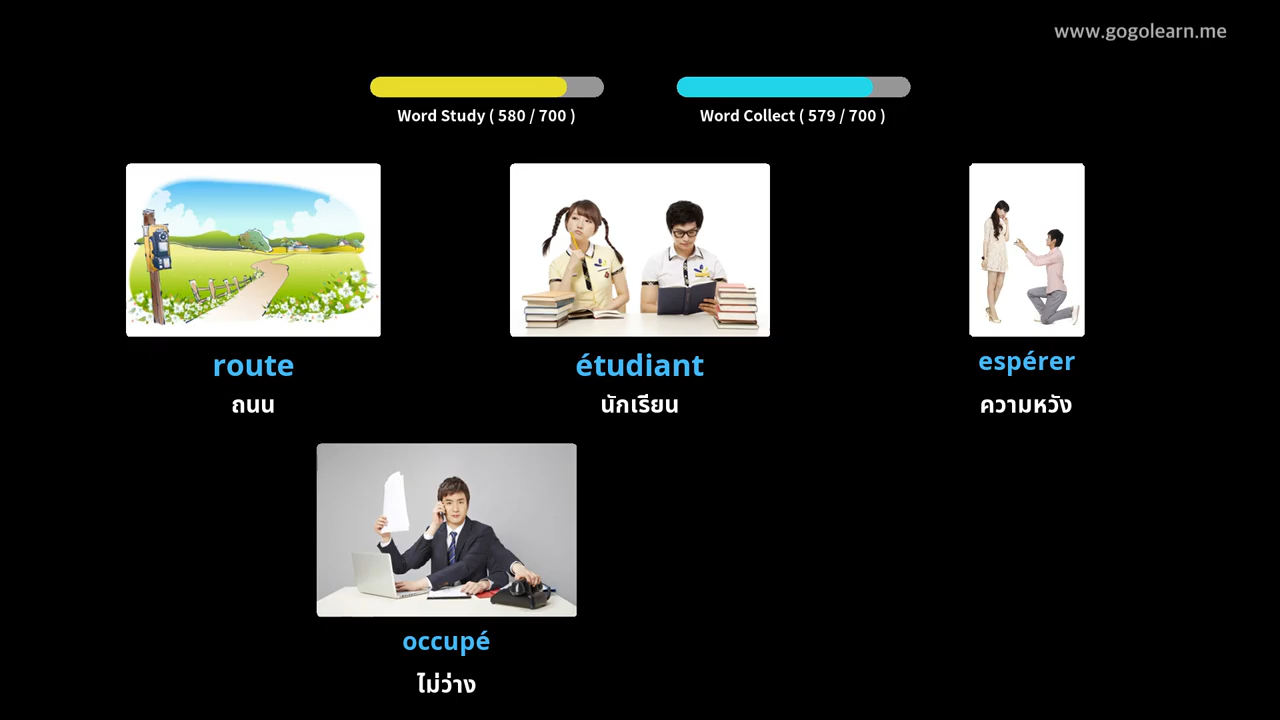 www.gogolearn.me
Word Study ( 580 / 700 )
Word Collect ( 579 / 700 )
route
étudiant
espérer
ถนน
นักเรียน
ความหวัง
occupé
ไม่ว่าง